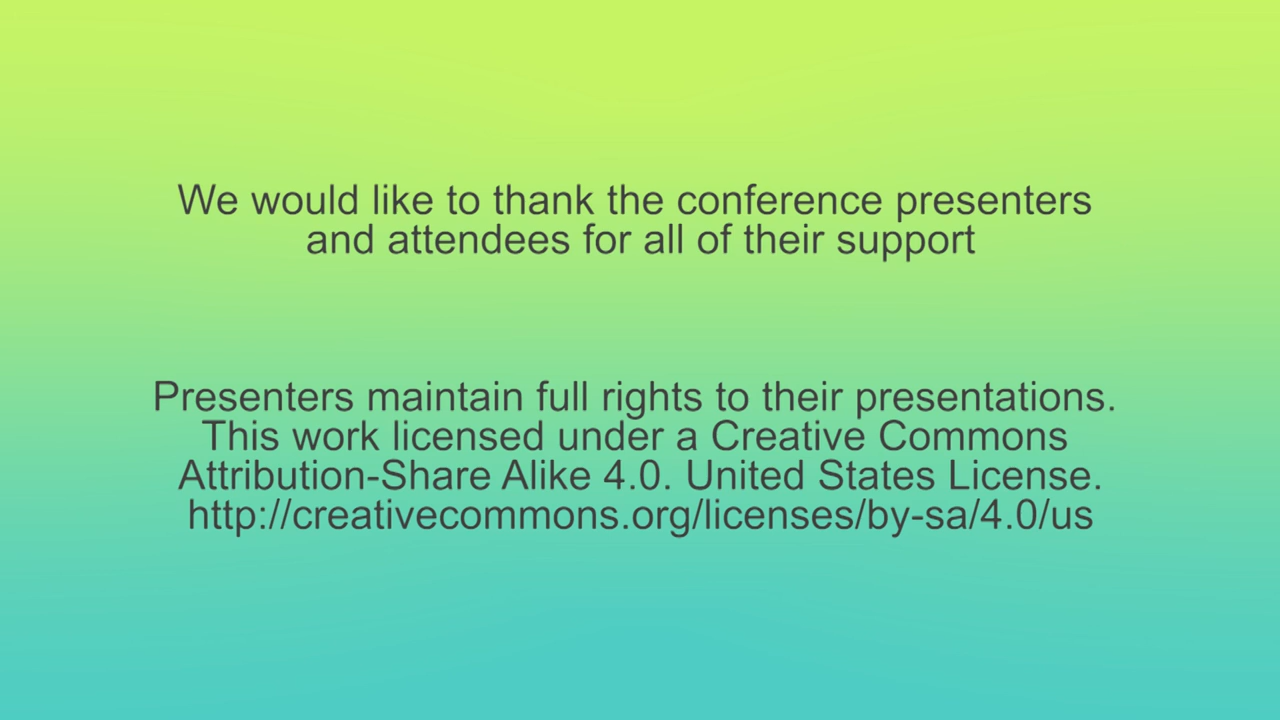 We would like to thank the conference presenters
and attendees for all of their support
Presenters maintain full rights to their presentations.
This work licensed under a Creative Commons
Attribution-Share Alike 4.0. United States License.
http://creativecommons.org/licenses/by-sa/4.0/us